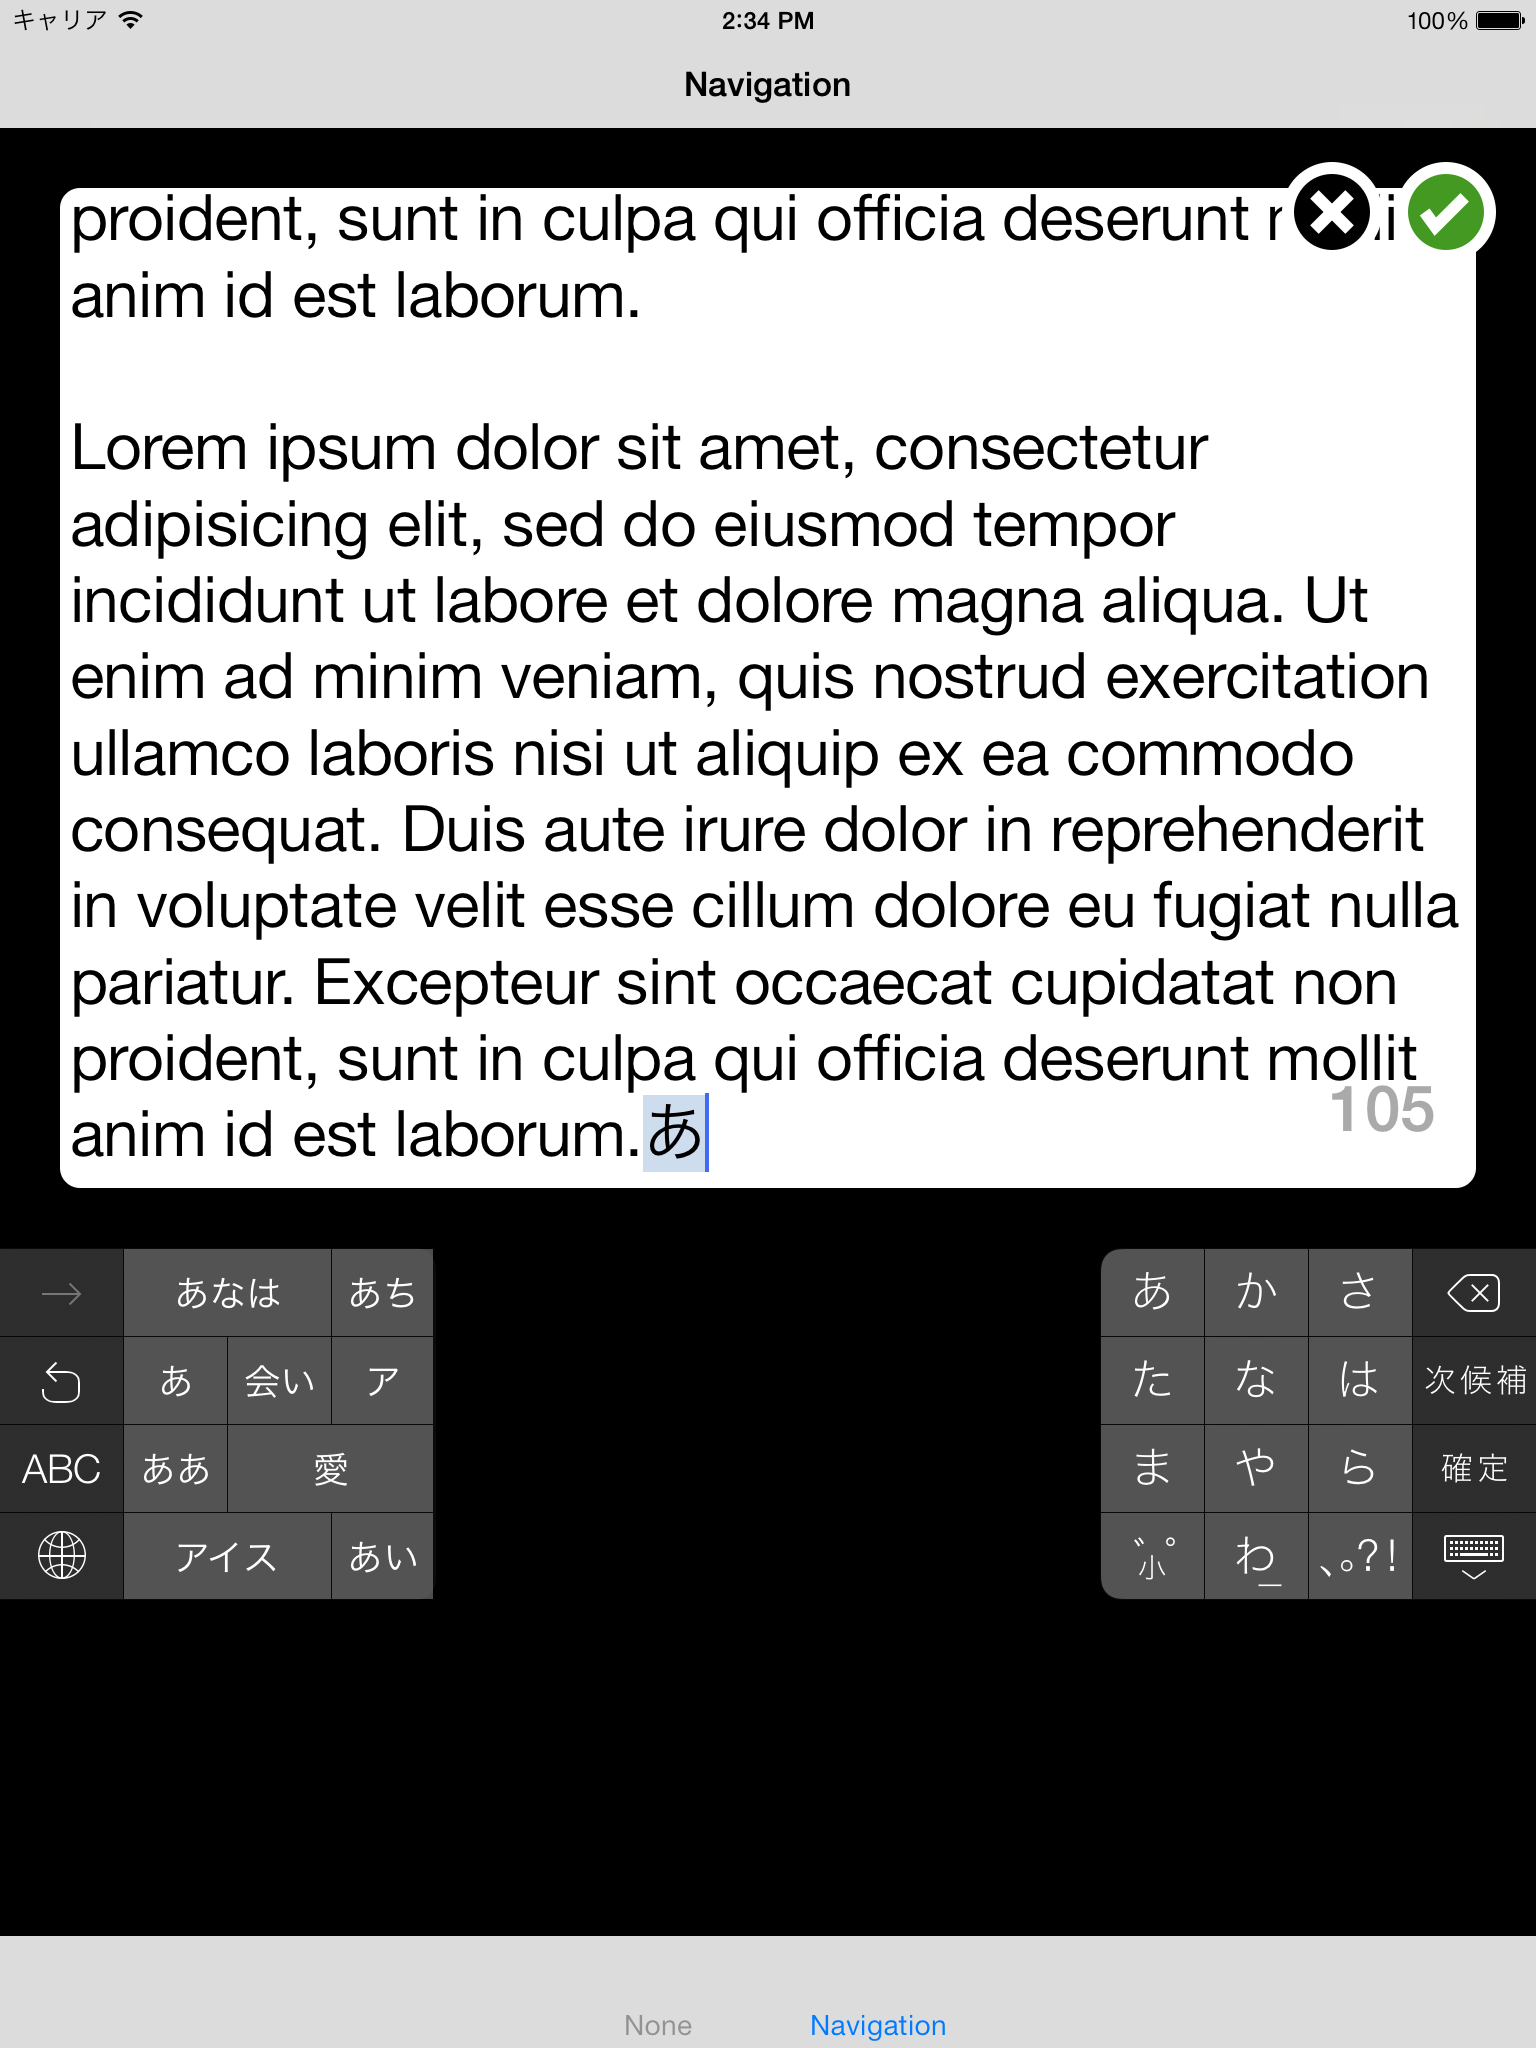 キャリア 2:34 PM 100%
Navigation
proident, sunt in culpa qui officia deserunt
anim id est laborum.
Lorem ipsum dolor sit amet, consectetur
adipisicing elit, sed do eiusmod tempor
incididunt ut labore et dolore magna aliqua. Ut
enim ad minim veniam, quis nostrud exercitation
ullamco laboris nisi ut aliquip ex ea commodo
consequat. Duis aute irure dolor in reprehenderit
in voluptate velit esse cillum dolore eu fugiat nulla
pariatur. Excepteur sint occaecat cupidatat non
proident, sunt in culpa qui officia deserunt mollit
anim id est laborum.あ
105
→ あなは あち
あ 会い ア
ABC ああ 愛
アイス あい
あ か さ
た な は 次候補
ま や ら 確定
゛゜小 わ_ 、。?!
None Navigation